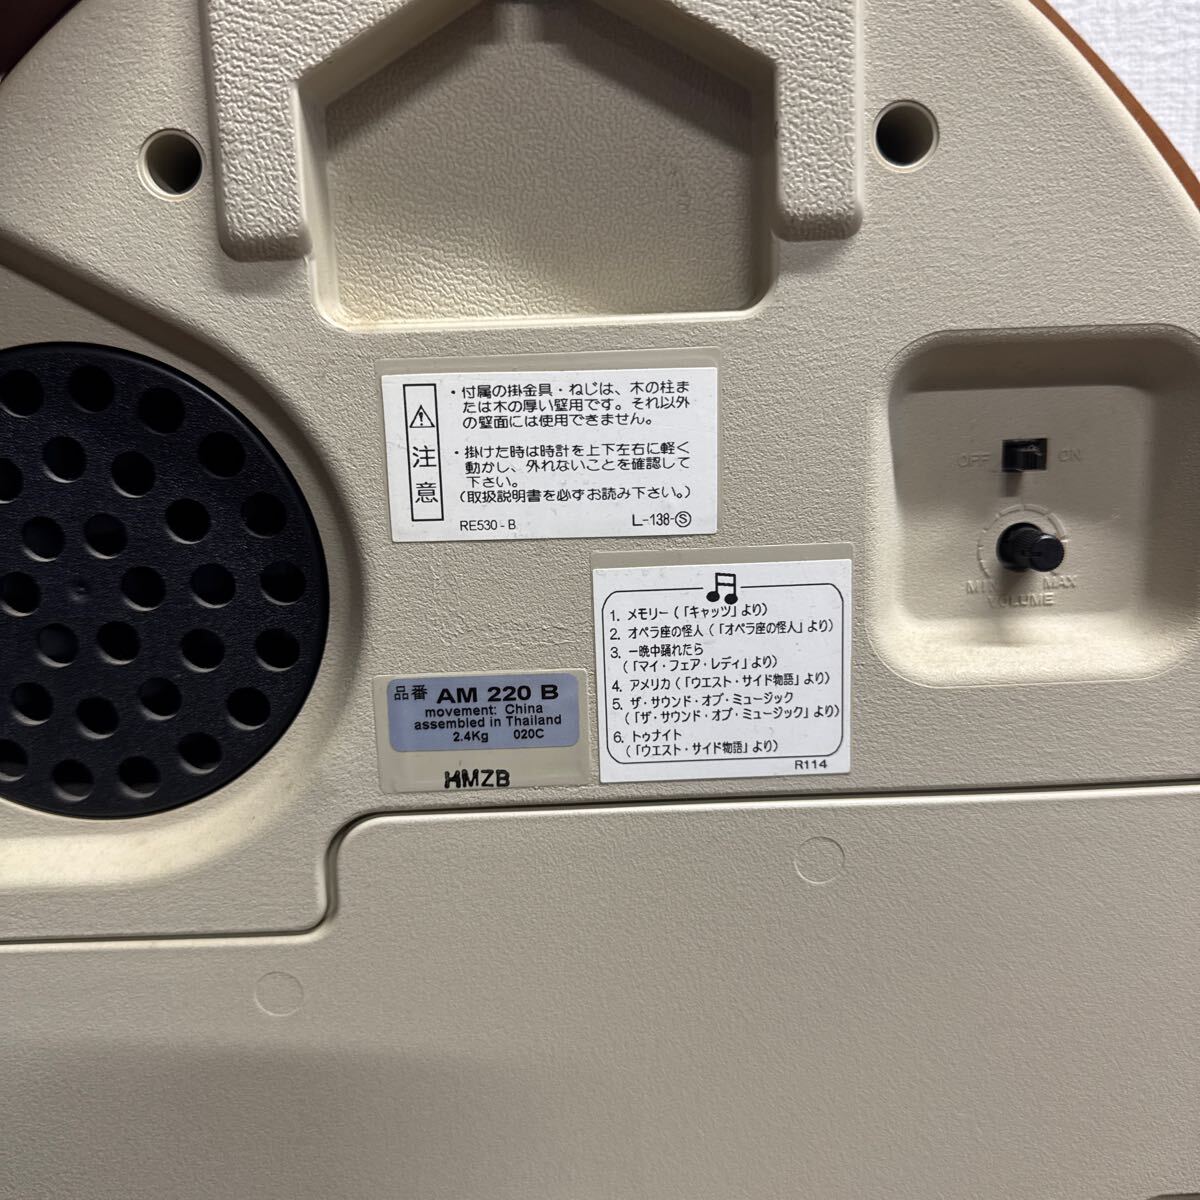 注意
・付属の掛金具・ねじは、木の柱ま
たは木の厚い壁用です。それ以外
の壁面には使用できません。
・掛けた時は時計を上下左右に軽く
動かし、外れないことを確認して
下さい。
(取扱説明書を必ずお読み下さい。)
RE530-B L-138-Ⓢ
OFF ON
MIN MAX
VOLUME
1. メモリー(「キャッツ」より)
2. オペラ座の怪人(「オペラ座の怪人」より)
3. 一晩中踊れたら
(「マイ・フェア・レディ」より)
4. アメリカ(「ウエスト・サイド物語」より)
5. ザ・サウンド・オブ・ミュージック
(「ザ・サウンド・オブ・ミュージック」より)
6. トゥナイト
(「ウエスト・サイド物語」より)
R114
品番 AM 220 B
movement: China
assembled in Thailand
2.4Kg 020C
HMZB